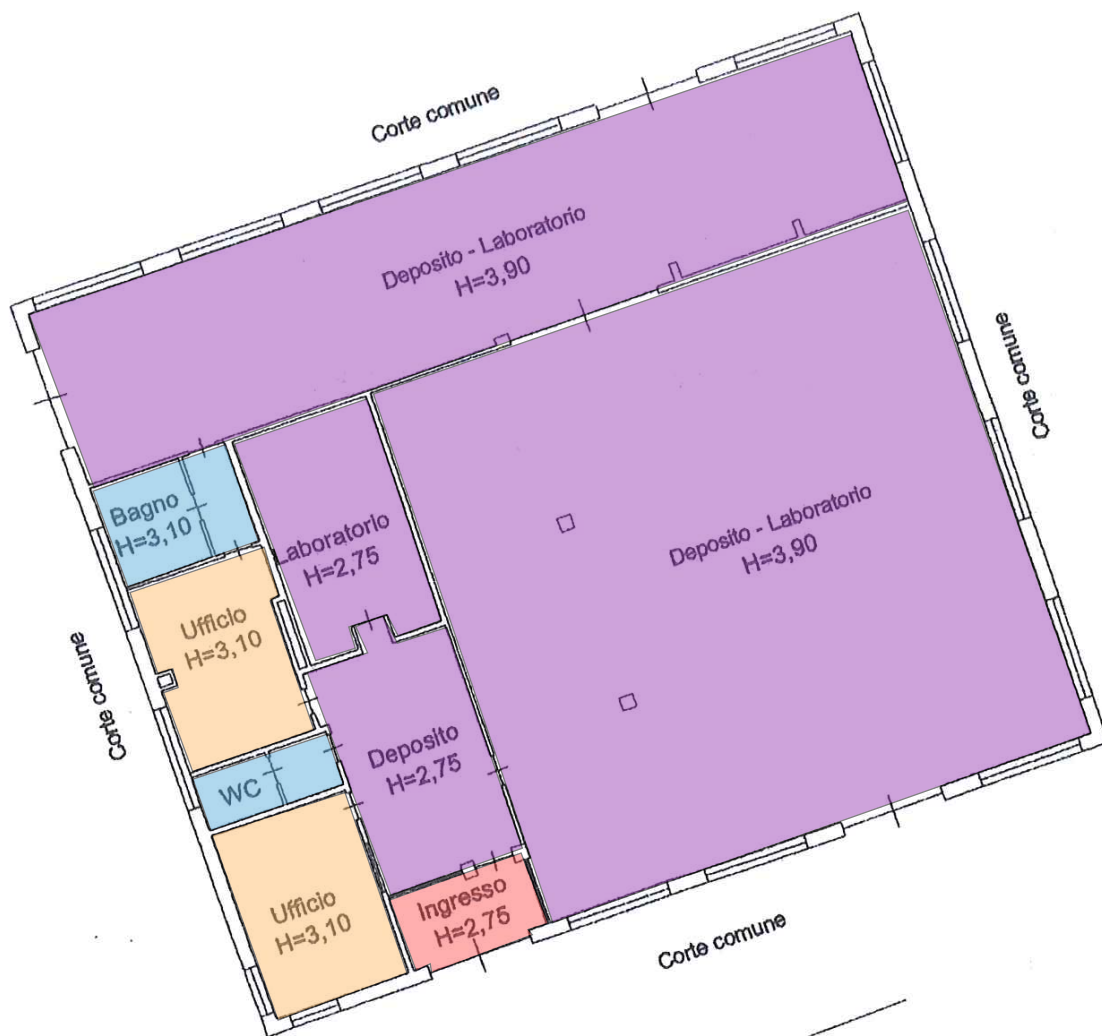 Corte comune
Deposito - Laboratorio
H=3,90
Corte comune
Bagno
H=3,10
Laboratorio
H=2,75
Deposito - Laboratorio
H=3,90
Ufficio
H=3,10
Corte comune
Deposito
H=2,75
WC
Ufficio
H=3,10
Ingresso
H=2,75
Corte comune